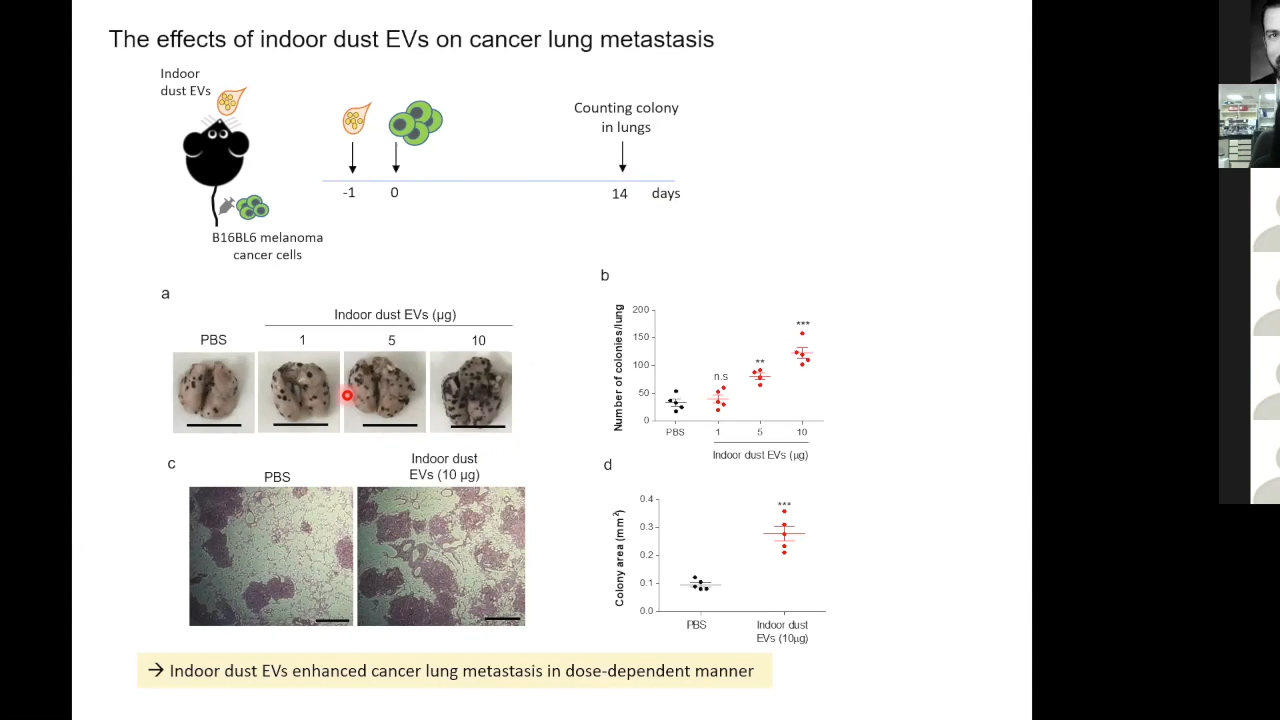 The effects of indoor dust EVs on cancer lung metastasis
Indoor
dust EVs
Counting colony
in lungs
-1
0
14
days
B16BL6 melanoma
cancer cells
a
Indoor dust EVs (μg)
PBS
1
5
10
b
Number of colonies/lung
200
150
100
50
0
n.s
**
***
PBS
1
5
10
Indoor dust EVs (μg)
c
PBS
Indoor dust
EVs (10 μg)
d
Colony area (mm²)
0.4
0.3
0.2
0.1
0.0
***
PBS
Indoor dust
EVs (10μg)
→ Indoor dust EVs enhanced cancer lung metastasis in dose-dependent manner